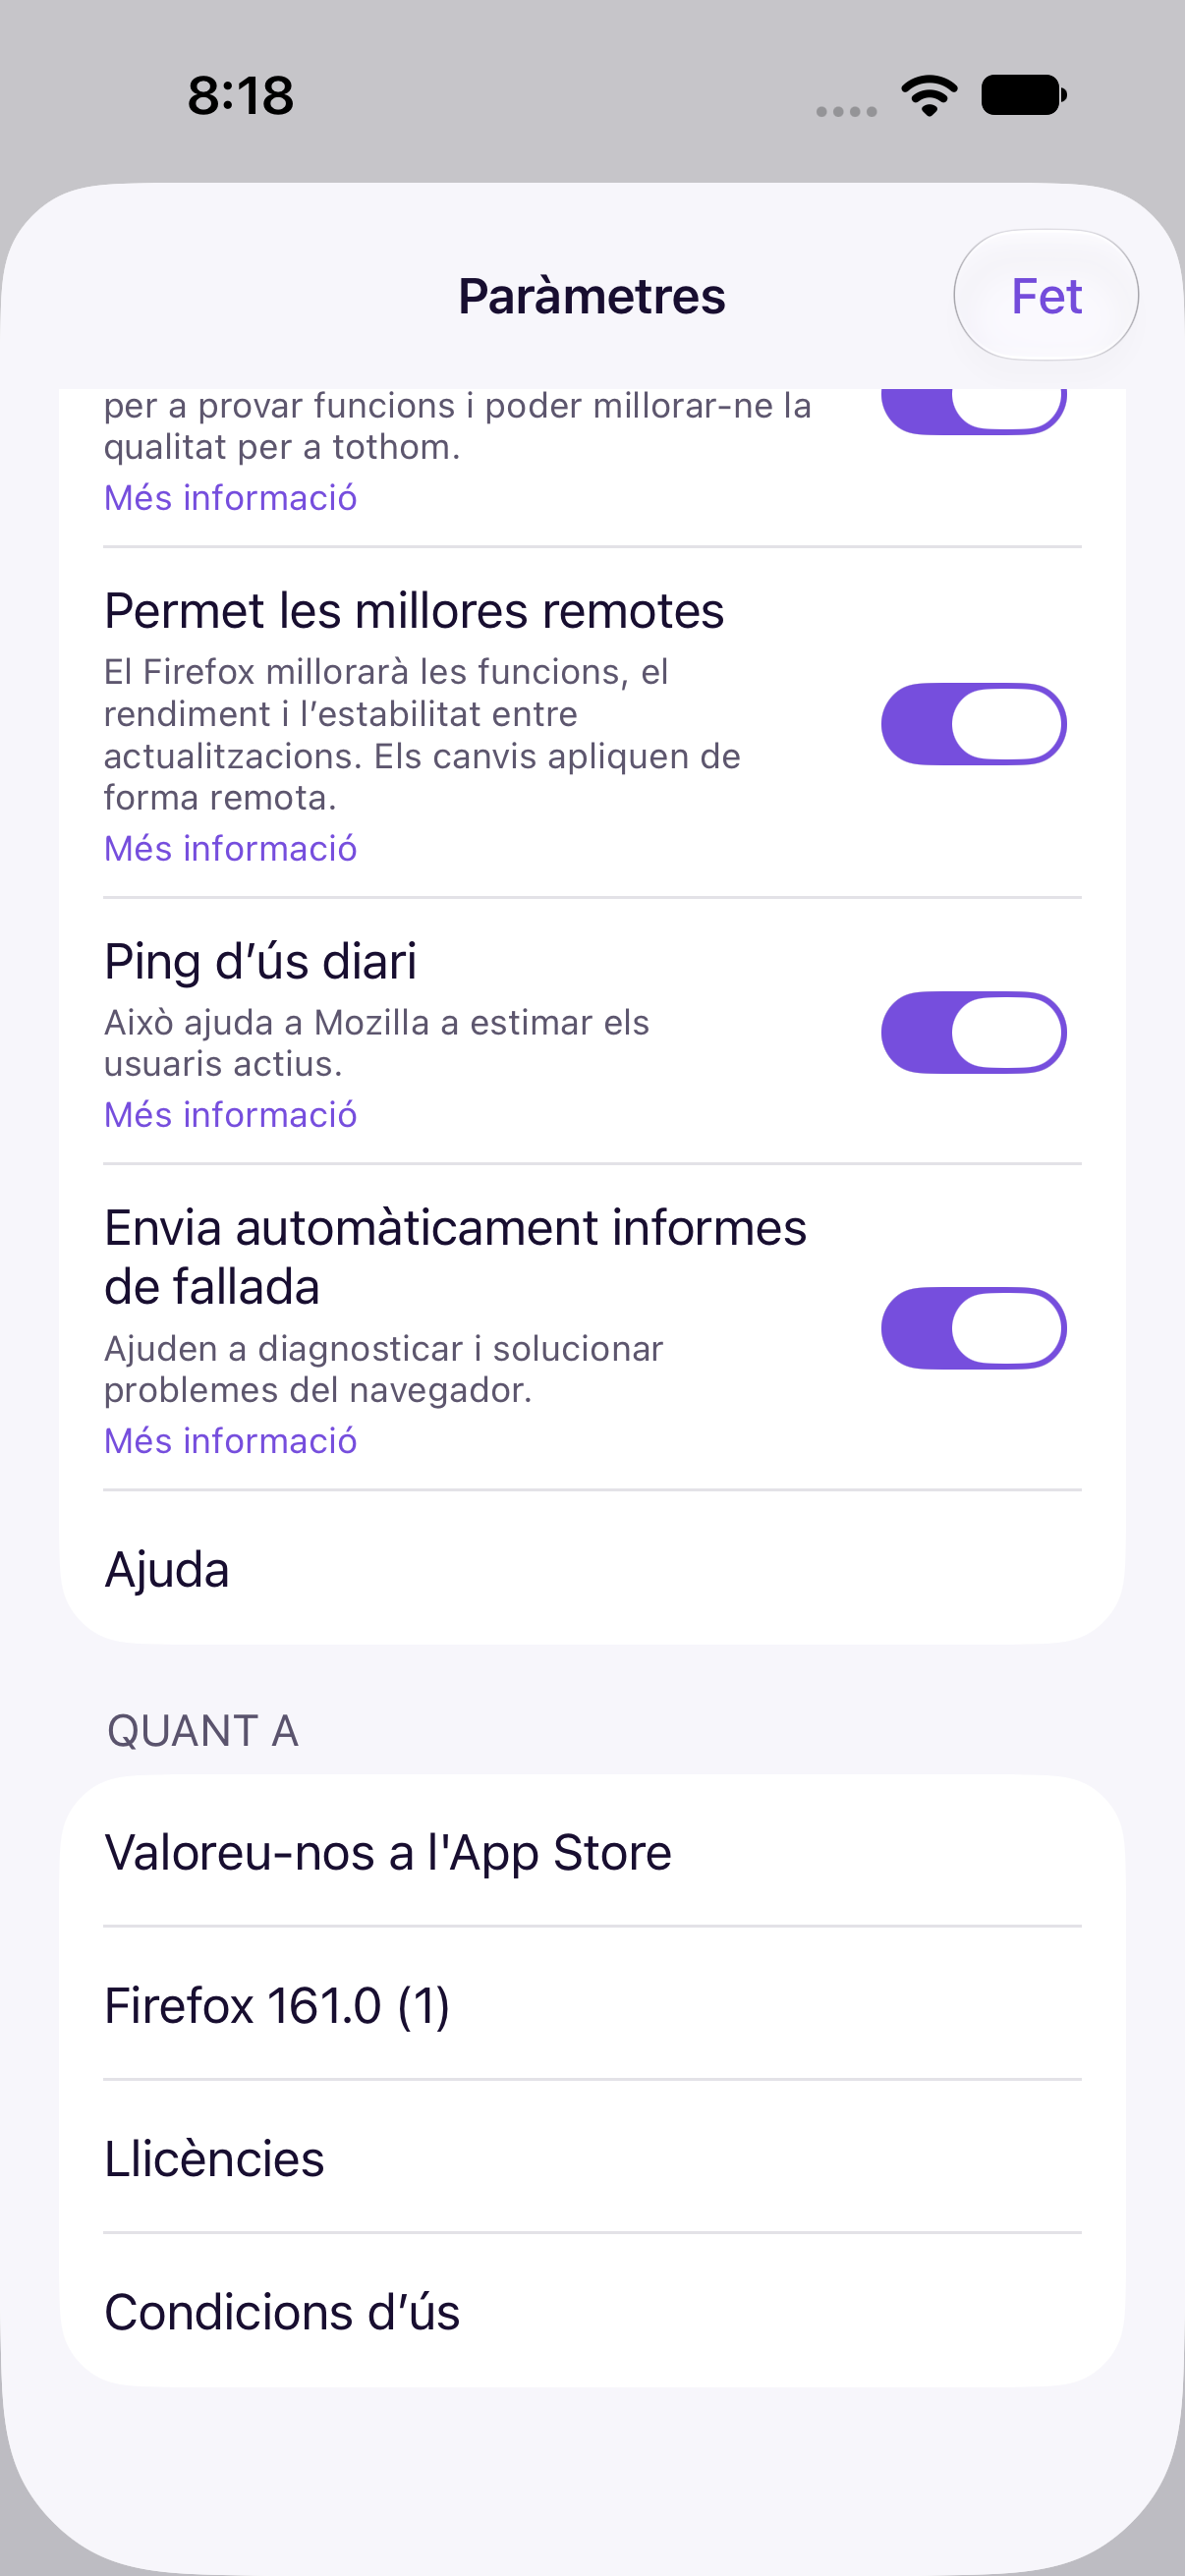 8:18
Paràmetres
Fet
per a provar funcions i poder millorar-ne la
qualitat per a tothom.
Més informació
Permet les millores remotes
El Firefox millorarà les funcions, el
rendiment i l’estabilitat entre
actualitzacions. Els canvis apliquen de
forma remota.
Més informació
Ping d’ús diari
Això ajuda a Mozilla a estimar els
usuaris actius.
Més informació
Envia automàticament informes
de fallada
Ajuden a diagnosticar i solucionar
problemes del navegador.
Més informació
Ajuda
QUANT A
Valoreu-nos a l'App Store
Firefox 161.0 (1)
Llicències
Condicions d’ús